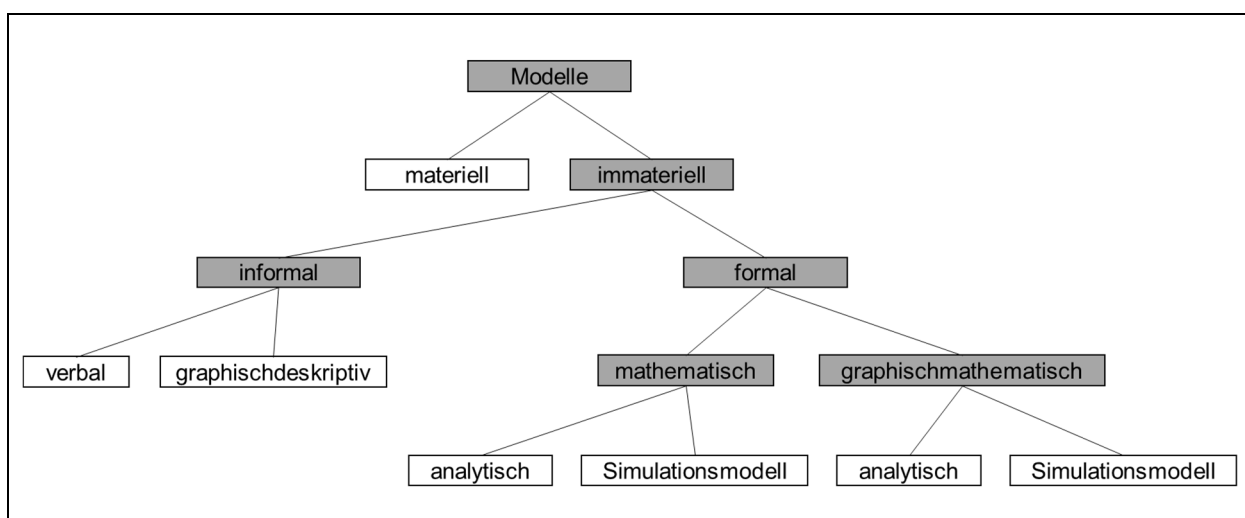 Modelle
materiell
immateriell
informal
formal
verbal
graphischdeskriptiv
mathematisch
graphischmathematisch
analytisch
Simulationsmodell
analytisch
Simulationsmodell